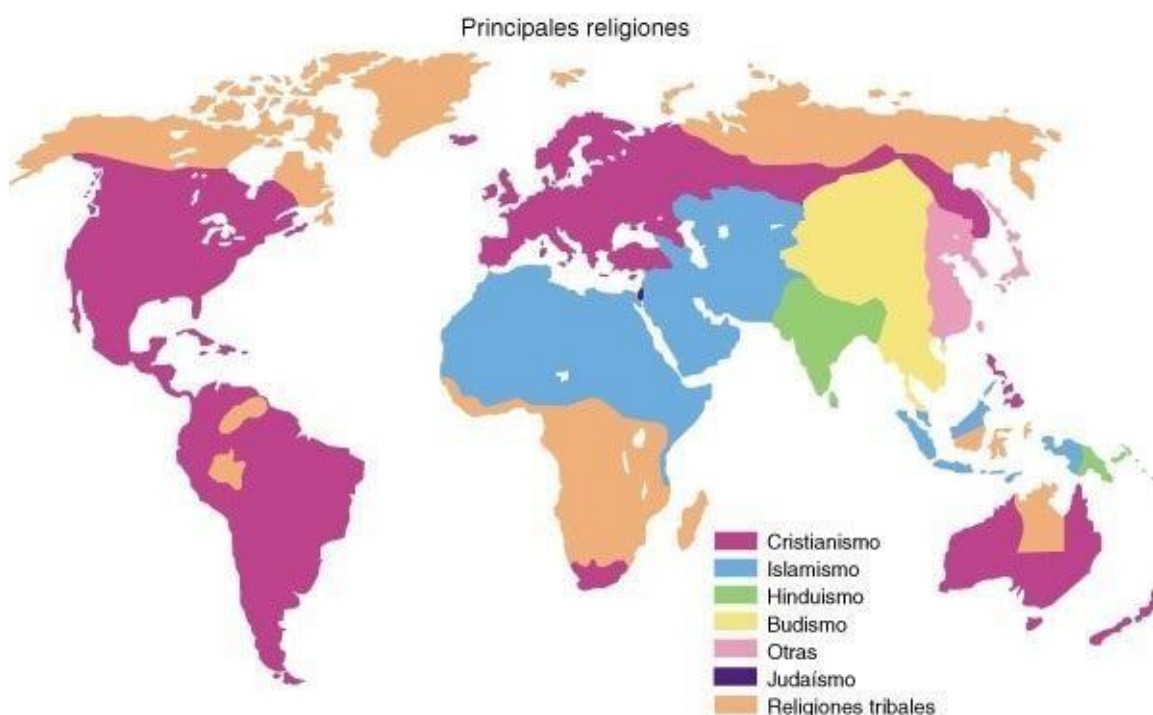 Principales religiones
Cristianismo
Islamismo
Hinduismo
Budismo
Otras
Judaísmo
Religiones tribales